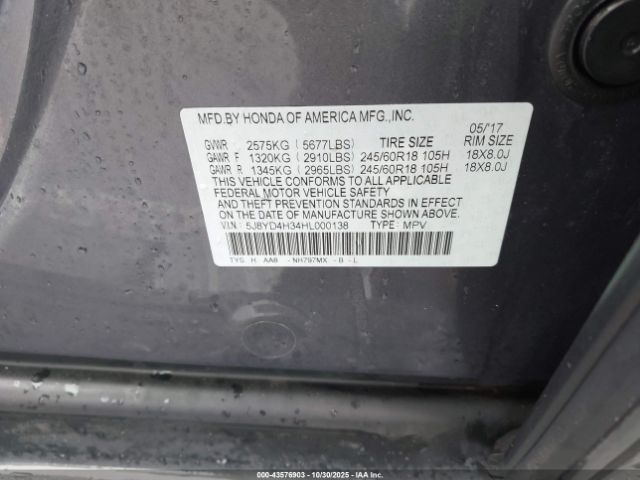 MFD.BY HONDA OF AMERICA MFG.,INC.
05/'17
GVWR 2575KG (5677LBS) TIRE SIZE RIM SIZE
GAWR F 1320KG (2910LBS) 245/60R18 105H 18X8.0J
GAWR R 1345KG (2965LBS) 245/60R18 105H 18X8.0J
THIS VEHICLE CONFORMS TO ALL APPLICABLE
FEDERAL MOTOR VEHICLE SAFETY
AND THEFT PREVENTION STANDARDS IN EFFECT
ON THE DATE OF MANUFACTURE SHOWN ABOVE.
V.I.N.: 5J8YD4H34HL000138 TYPE: MPV
TYS H AA8 - NH797MX - B - L
00-43576903 - 10/30/2025 - Copyright © IAA.